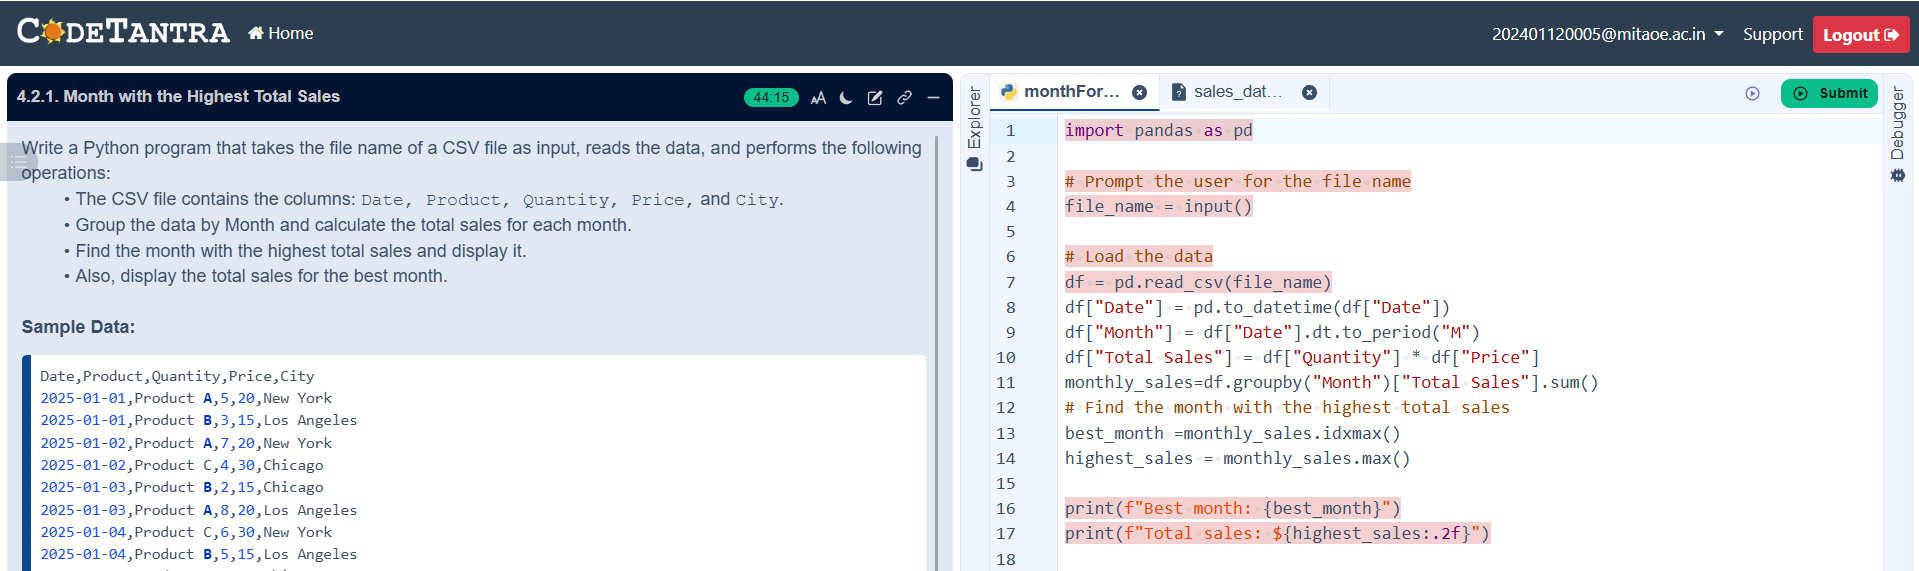 CODETANTRA Home
202401120005@mitaoe.ac.in Support Logout
4.2.1. Month with the Highest Total Sales 44:15 AA
Write a Python program that takes the file name of a CSV file as input, reads the data, and performs the following
operations:
• The CSV file contains the columns: Date, Product, Quantity, Price, and City.
• Group the data by Month and calculate the total sales for each month.
• Find the month with the highest total sales and display it.
• Also, display the total sales for the best month.
Sample Data:
Date,Product,Quantity,Price,City
2025-01-01,Product A,5,20,New York
2025-01-01,Product B,3,15,Los Angeles
2025-01-02,Product A,7,20,New York
2025-01-02,Product C,4,30,Chicago
2025-01-03,Product B,2,15,Chicago
2025-01-03,Product A,8,20,Los Angeles
2025-01-04,Product C,6,30,New York
2025-01-04,Product B,5,15,Los Angeles
Explorer
monthFor... sales_dat... Submit
1 import pandas as pd
2
3 # Prompt the user for the file name
4 file_name = input()
5
6 # Load the data
7 df = pd.read_csv(file_name)
8 df["Date"] = pd.to_datetime(df["Date"])
9 df["Month"] = df["Date"].dt.to_period("M")
10 df["Total Sales"] = df["Quantity"] * df["Price"]
11 monthly_sales=df.groupby("Month")["Total Sales"].sum()
12 # Find the month with the highest total sales
13 best_month =monthly_sales.idxmax()
14 highest_sales = monthly_sales.max()
15
16 print(f"Best month: {best_month}")
17 print(f"Total sales: ${highest_sales:.2f}")
18
Debugger